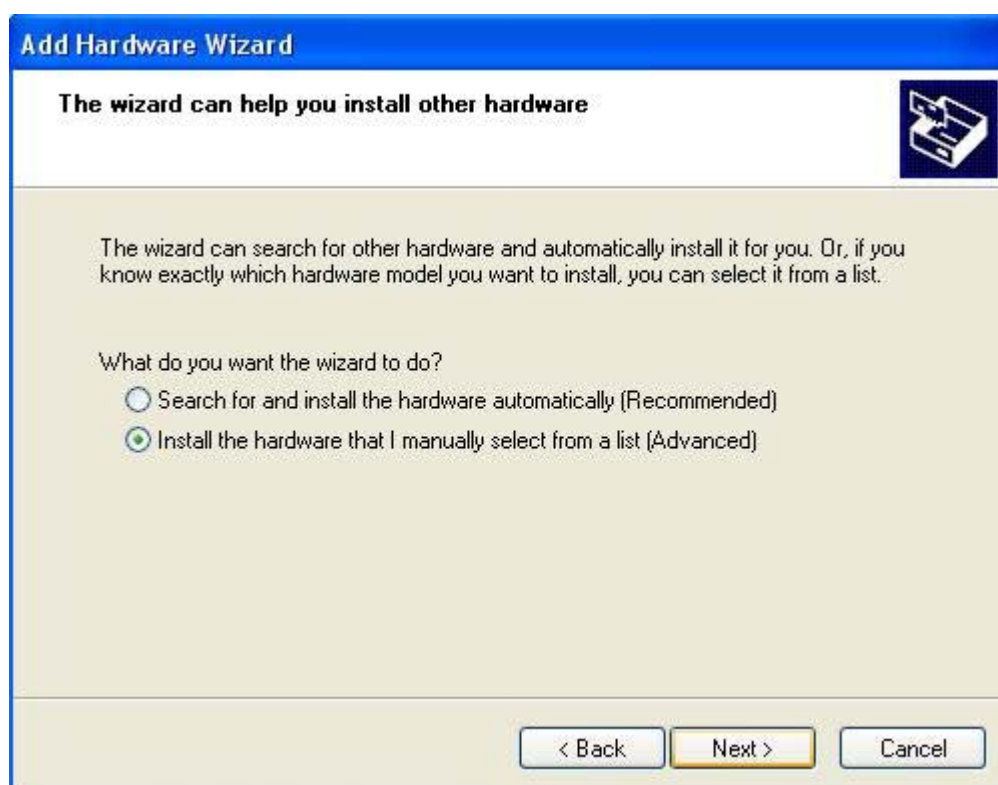 Add Hardware Wizard
The wizard can help you install other hardware
The wizard can search for other hardware and automatically install it for you. Or, if you
know exactly which hardware model you want to install, you can select it from a list.
What do you want the wizard to do?
Search for and install the hardware automatically (Recommended)
Install the hardware that I manually select from a list (Advanced)
< Back Next > Cancel